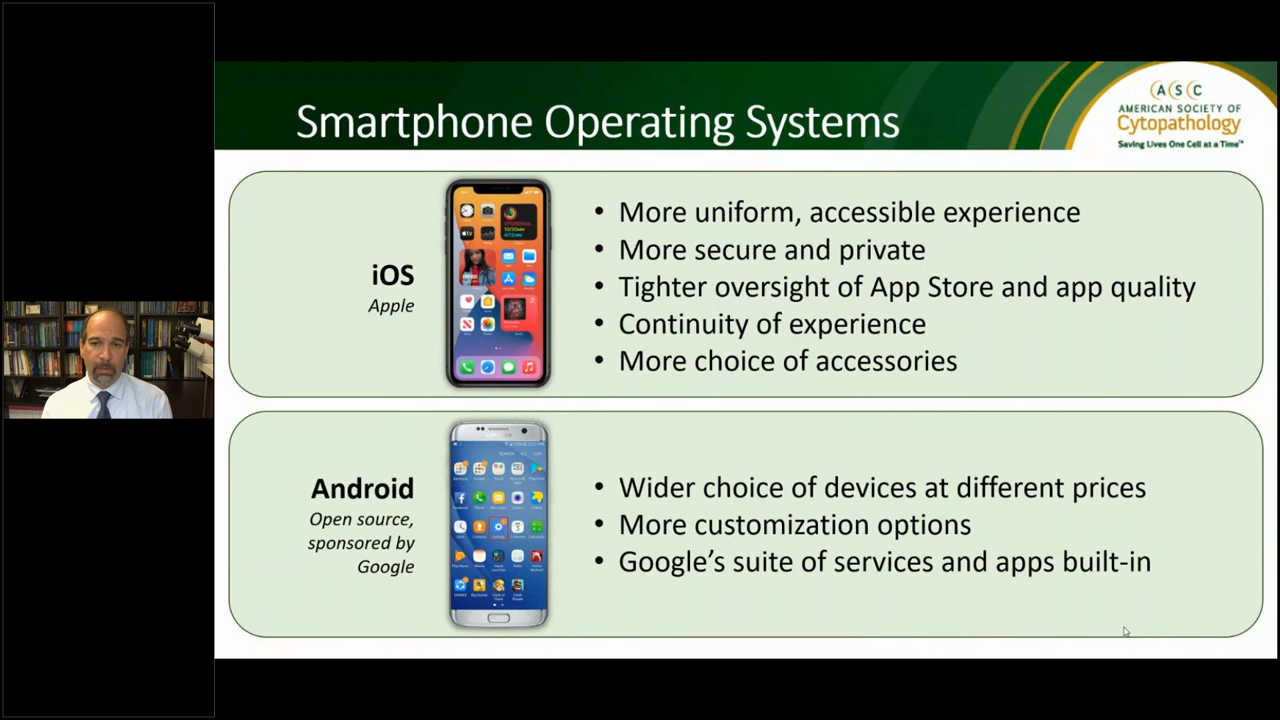 Smartphone Operating Systems
A S C
AMERICAN SOCIETY OF
Cytopathology
Saving Lives One Cell at a Time™
iOS
Apple
• More uniform, accessible experience
• More secure and private
• Tighter oversight of App Store and app quality
• Continuity of experience
• More choice of accessories
Android
Open source,
sponsored by
Google
• Wider choice of devices at different prices
• More customization options
• Google's suite of services and apps built-in